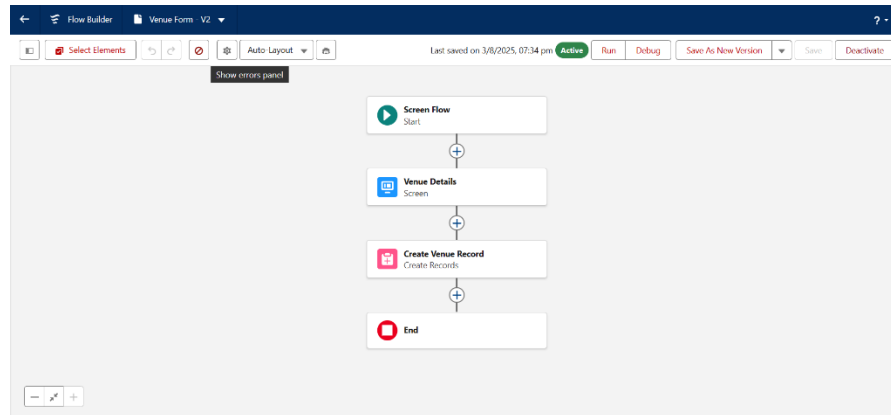 Flow Builder
Venue Form - V2
?
Select Elements
Auto-Layout
Last saved on 3/8/2025, 07:34 pm
Active
Run
Debug
Save As New Version
Save
Deactivate
Show errors panel
Screen Flow
Start
Venue Details
Screen
Create Venue Record
Create Records
End